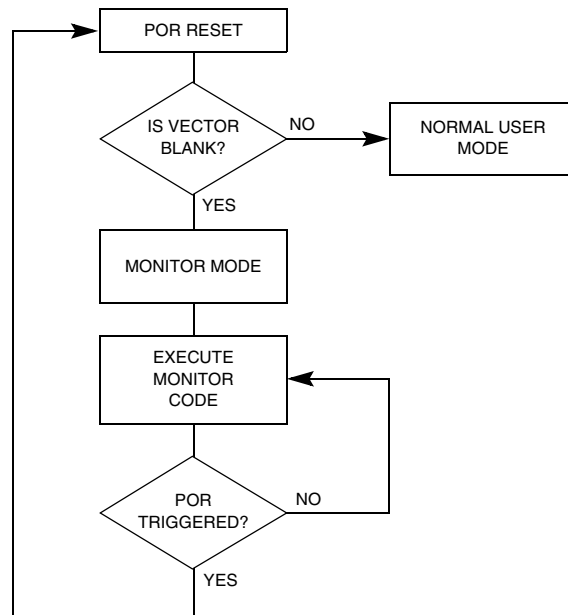 POR RESET
IS VECTOR
BLANK?
NO
NORMAL USER
MODE
YES
MONITOR MODE
EXECUTE
MONITOR
CODE
POR
TRIGGERED?
NO
YES